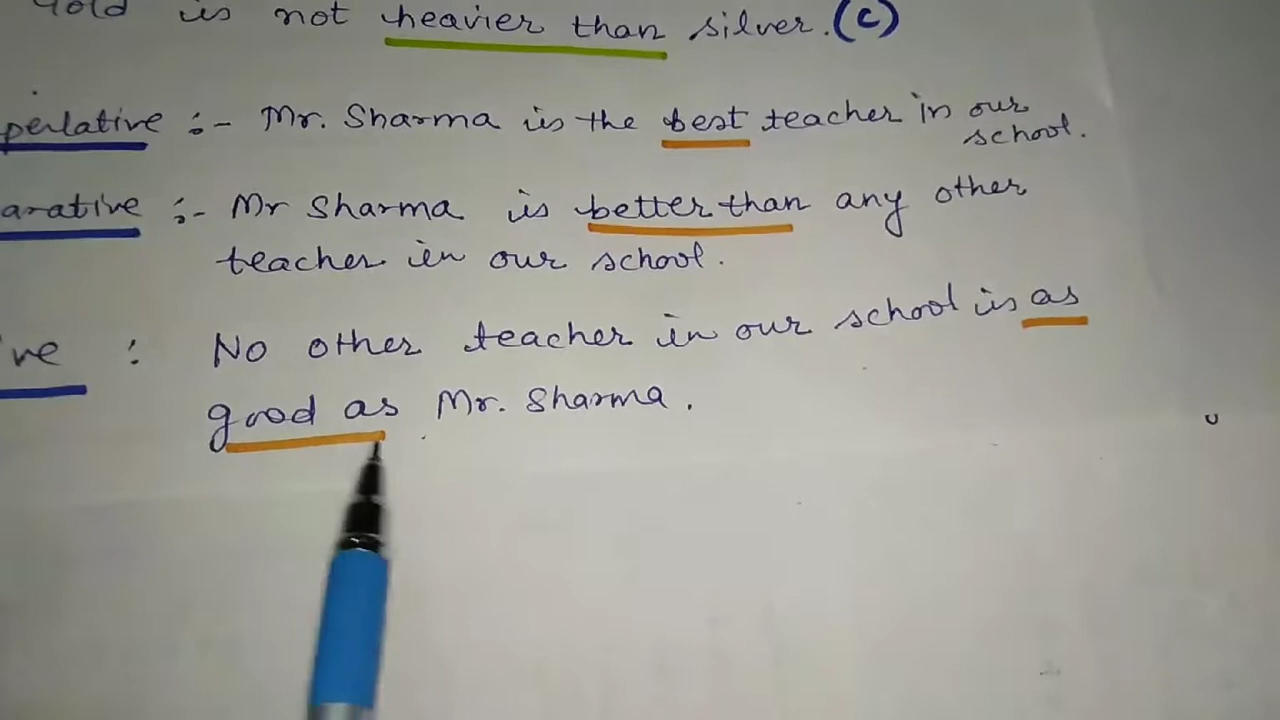 Gold is not heavier than silver. (C)
perlative :- Mr. Sharma is the best teacher in our
school.
arative :- Mr Sharma is better than any other
teacher in our school.
ve : No other teacher in our school is as
good as Mr. Sharma.